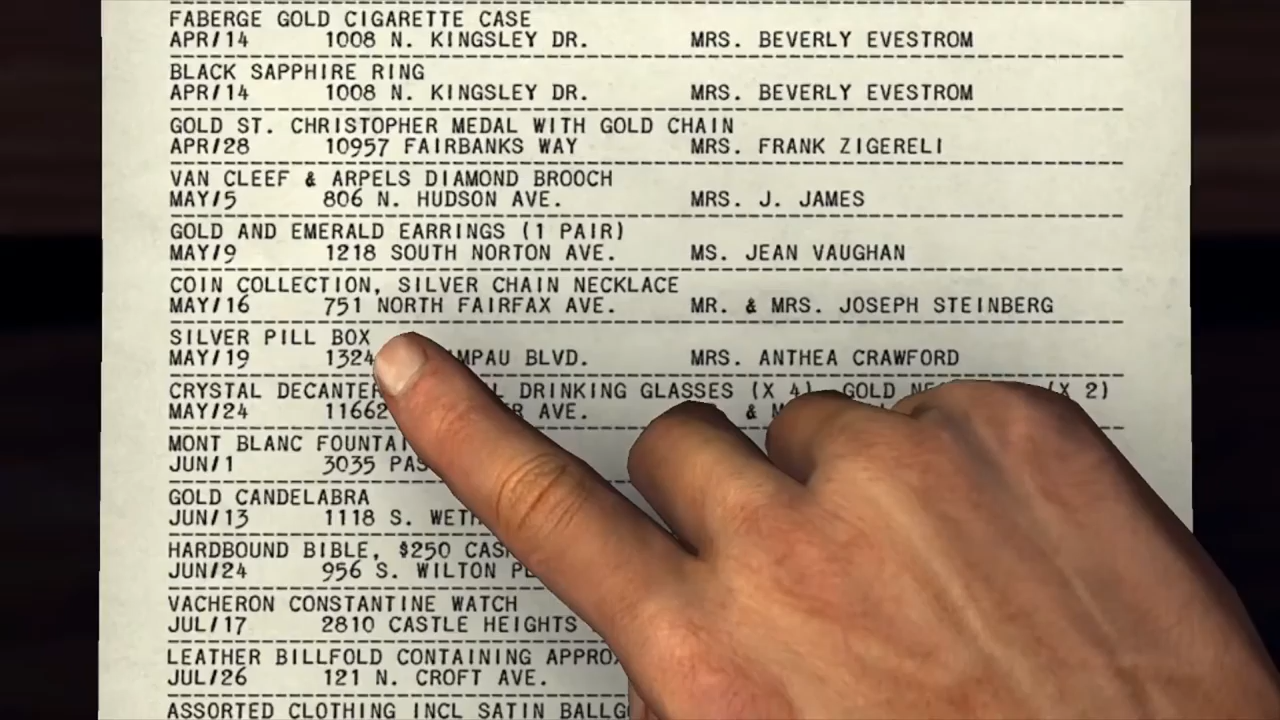 FABERGE GOLD CIGARETTE CASE
APR/14 1008 N. KINGSLEY DR. MRS. BEVERLY EVESTROM
BLACK SAPPHIRE RING
APR/14 1008 N. KINGSLEY DR. MRS. BEVERLY EVESTROM
GOLD ST. CHRISTOPHER MEDAL WITH GOLD CHAIN
APR/28 10957 FAIRBANKS WAY MRS. FRANK ZIGERELI
VAN CLEEF & ARPELS DIAMOND BROOCH
MAY/5 806 N. HUDSON AVE. MRS. J. JAMES
GOLD AND EMERALD EARRINGS (1 PAIR)
MAY/9 1218 SOUTH NORTON AVE. MS. JEAN VAUGHAN
COIN COLLECTION, SILVER CHAIN NECKLACE
MAY/16 751 NORTH FAIRFAX AVE. MR. & MRS. JOSEPH STEINBERG
SILVER PILL BOX
MAY/19 1324 BLVD. MRS. ANTHEA CRAWFORD
CRYSTAL DECANTER DRINKING GLASSES (X 4), GOLD (X 2)
MAY/24 11662 AVE. &
MONT BLANC
JUN/1 3035
GOLD CANDELABRA
JUN/13 1118 S.
HARDBOUND BIBLE, $250
JUN/24 956 S. WILTON
VACHERON CONSTANTINE WATCH
JUL/17 2810 CASTLE HEIGHTS
LEATHER BILLFOLD CONTAINING
JUL/26 121 N. CROFT AVE.
ASSORTED CLOTHING INCL SATIN